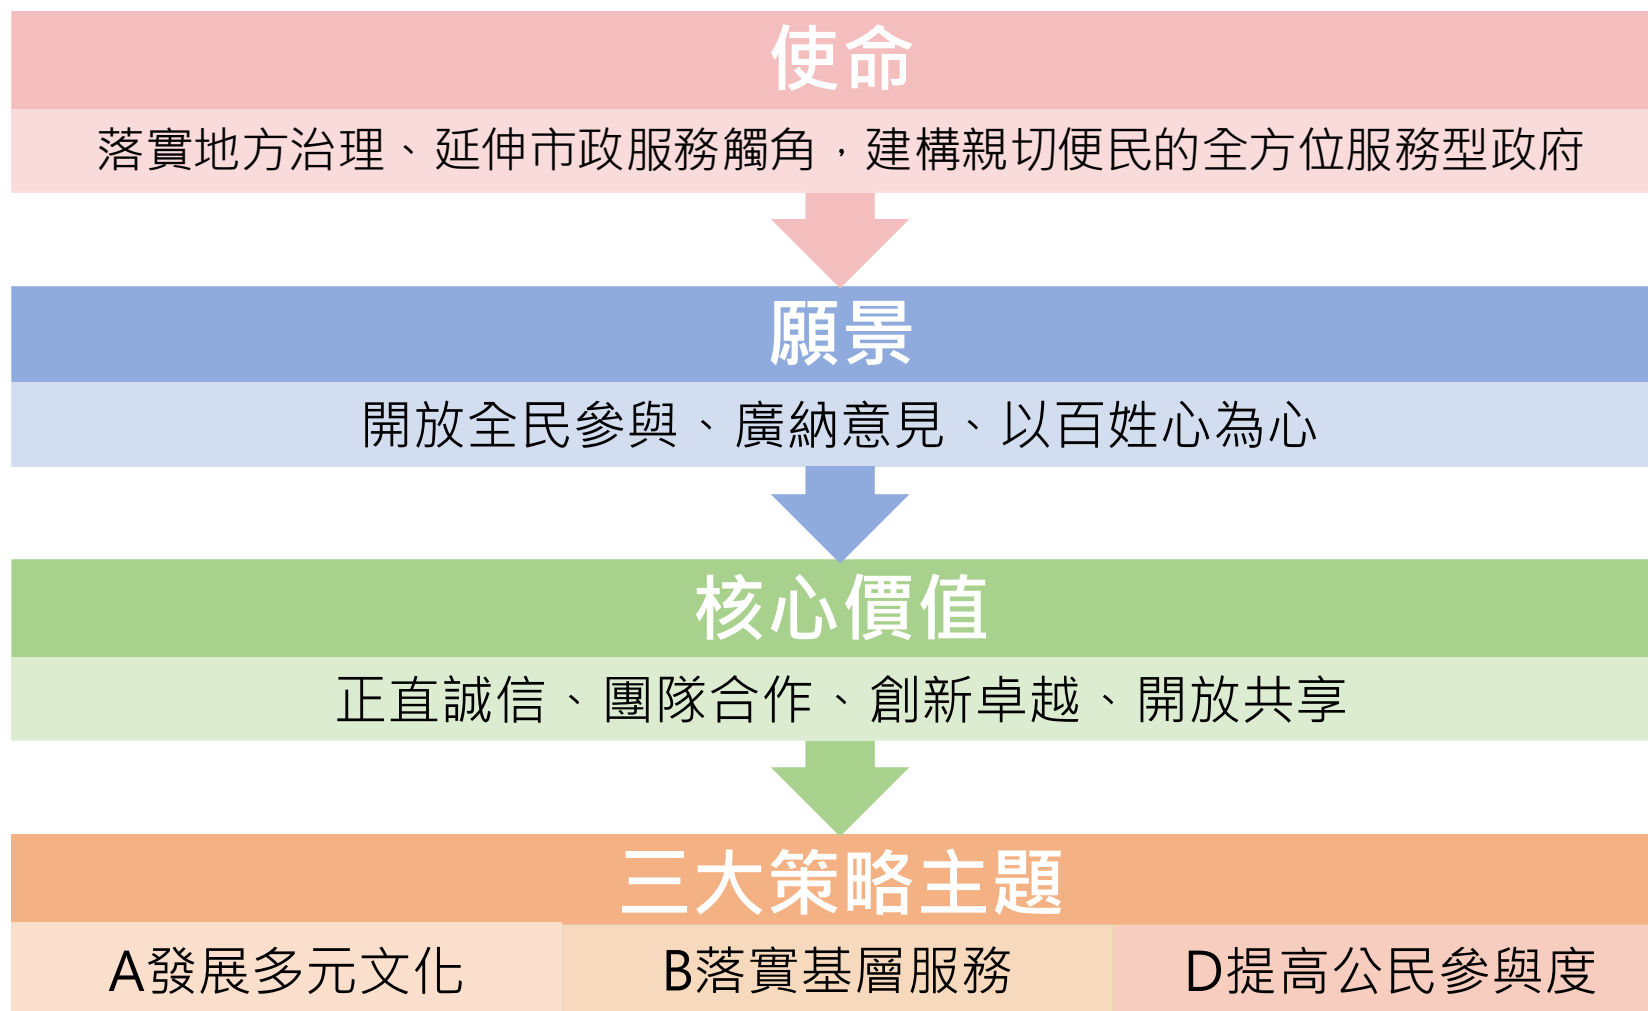 使命
落實地方治理、延伸市政服務觸角，建構親切便民的全方位服務型政府
願景
開放全民參與、廣納意見、以百姓心為心
核心價值
正直誠信、團隊合作、創新卓越、開放共享
三大策略主題
A發展多元文化
B落實基層服務
D提高公民參與度